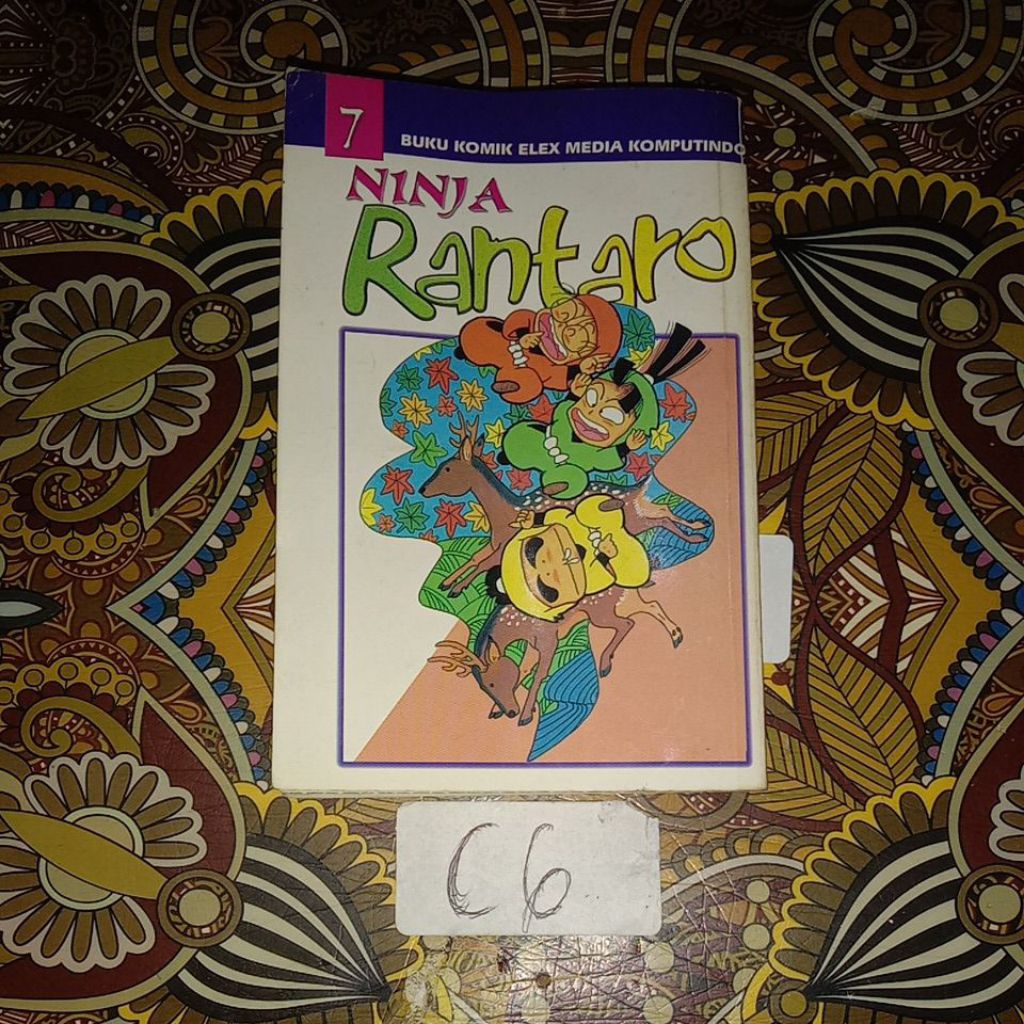 7
BUKU KOMIK ELEX MEDIA KOMPUTINDO
NINJA
Rantaro
C6